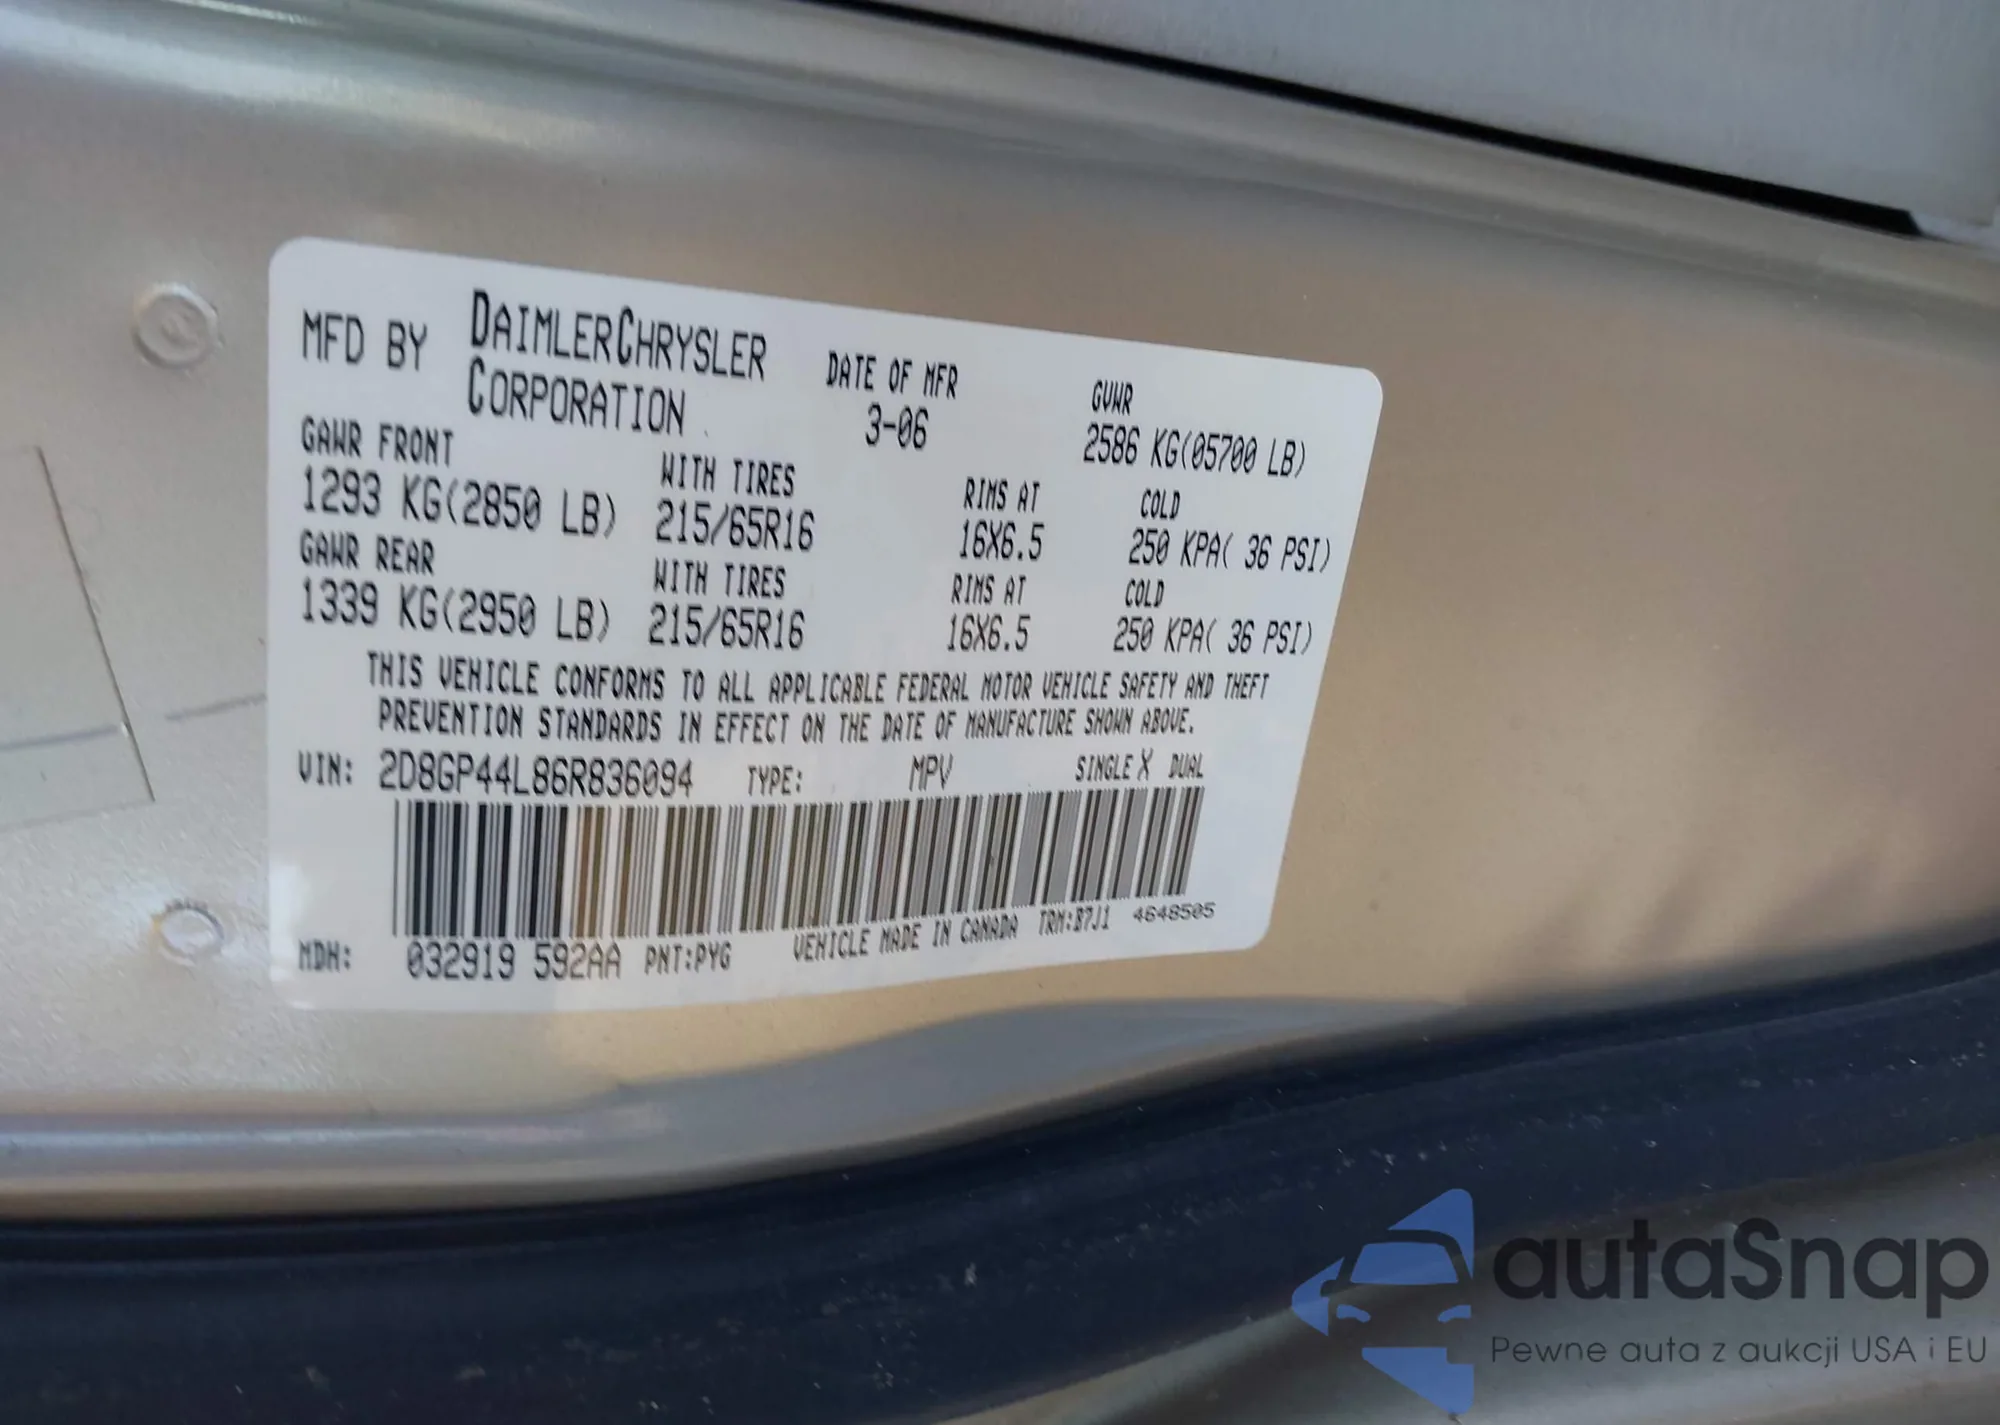 MFD BY DAIMLERCHRYSLER CORPORATION DATE OF MFR 3-06 GVWR 2586 KG(05700 LB)
GAWR FRONT WITH TIRES RIMS AT COLD
1293 KG(2850 LB) 215/65R16 16X6.5 250 KPA( 36 PSI)
GAWR REAR WITH TIRES RIMS AT COLD
1339 KG(2950 LB) 215/65R16 16X6.5 250 KPA( 36 PSI)
THIS VEHICLE CONFORMS TO ALL APPLICABLE FEDERAL MOTOR VEHICLE SAFETY AND THEFT
PREVENTION STANDARDS IN EFFECT ON THE DATE OF MANUFACTURE SHOWN ABOVE.
VIN: 2D8GP44L86R836094 TYPE: MPV SINGLE X DUAL
MDH: 032919 592AA PNT:PYG VEHICLE MADE IN CANADA TRM:B7J1 4648505
autaSnap
Pewne auta z aukcji USA i EU